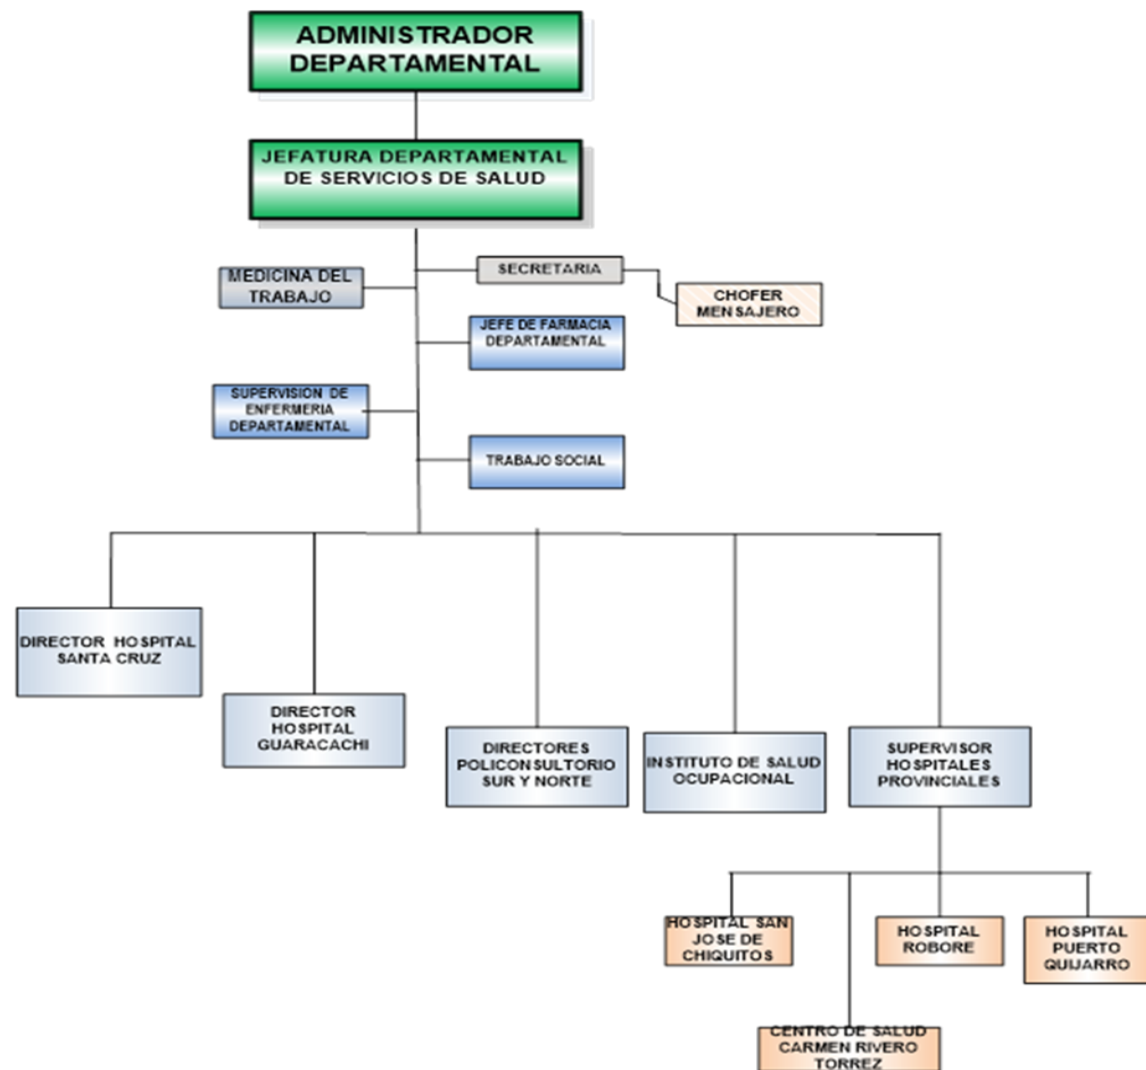 ADMINISTRADOR
DEPARTAMENTAL
JEFATURA DEPARTAMENTAL
DE SERVICIOS DE SALUD
MEDICINA DEL
TRABAJO
SECRETARIA
CHOFER
MENSAJERO
JEFE DE FARMACIA
DEPARTAMENTAL
SUPERVISION DE
ENFERMERIA
DEPARTAMENTAL
TRABAJO SOCIAL
DIRECTOR HOSPITAL
SANTA CRUZ
DIRECTOR
HOSPITAL
GUARACACHI
DIRECTORES
POLICONSULTORIO
SUR Y NORTE
INSTITUTO DE SALUD
OCUPACIONAL
SUPERVISOR
HOSPITALES
PROVINCIALES
HOSPITAL SAN
JOSE DE
CHIQUITOS
HOSPITAL
ROBORE
HOSPITAL
PUERTO
QUIJARRO
CENTRO DE SALUD
CARMEN RIVERO
TORREZ